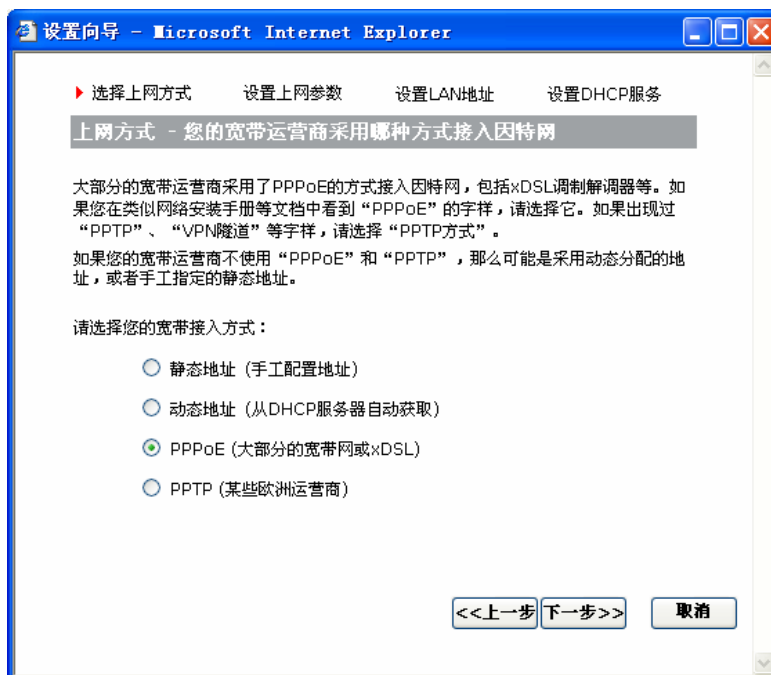 设置向导 - Microsoft Internet Explorer
选择上网方式 设置上网参数 设置LAN地址 设置DHCP服务
上网方式 - 您的宽带运营商采用哪种方式接入因特网
大部分的宽带运营商采用了PPPoE的方式接入因特网，包括xDSL调制解调器等。如
果您在类似网络安装手册等文档中看到“PPPoE”的字样，请选择它。如果出现过
“PPTP”、“VPN隧道”等字样，请选择“PPTP方式”。
如果您的宽带运营商不使用“PPPoE”和“PPTP”，那么可能是采用动态分配的地
址，或者手工指定的静态地址。
请选择您的宽带接入方式：
静态地址 (手工配置地址)
动态地址 (从DHCP服务器自动获取)
PPPoE (大部分的宽带网或xDSL)
PPTP (某些欧洲运营商)
<<上一步 下一步>> 取消